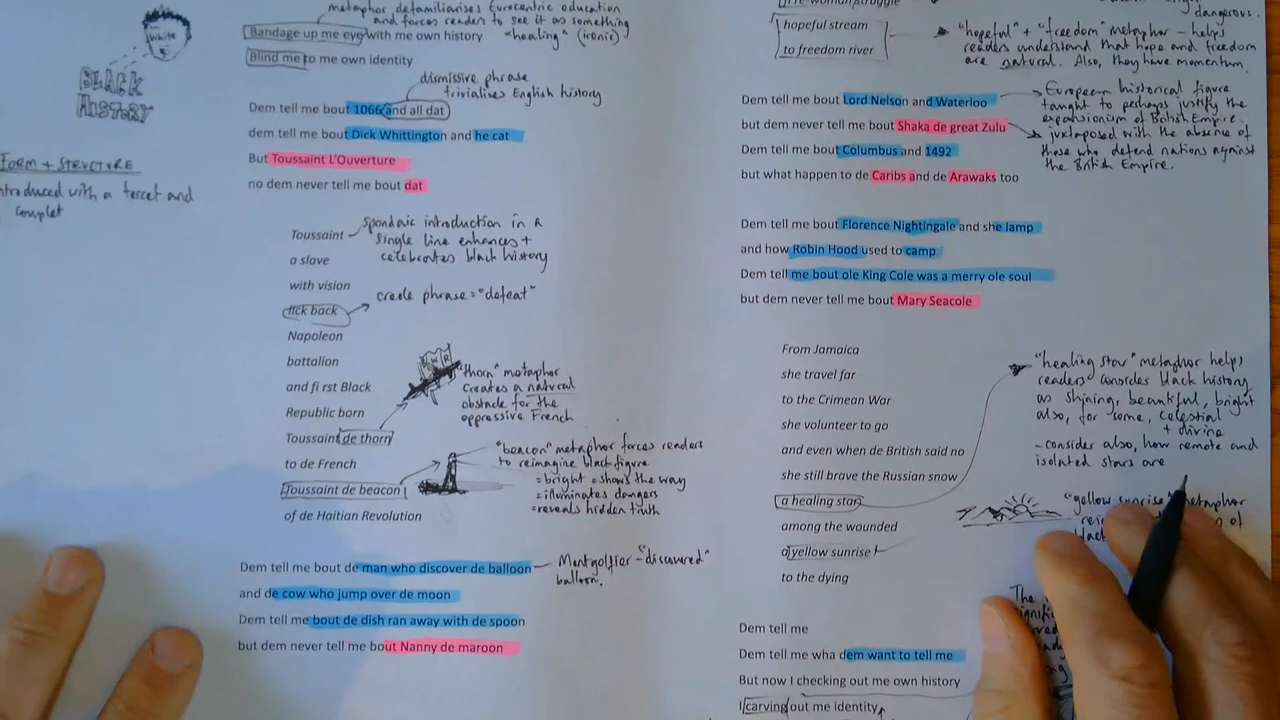 metaphor defamiliarises Eurocentric education
and forces readers to see it as something
"healing" (ironic)
White
BLACK
HISTORY
Bandage up me eye with me own history
Blind me to me own identity
dismissive phrase
trivialises English history
Dem tell me bout 1066 and all dat
dem tell me bout Dick Whittington and he cat
But Toussaint L'Ouverture
no dem never tell me bout dat
FORM + STRUCTURE
ntroduced with a tercet and
couplet
Toussaint
a slave
with vision
lick back
Napoleon
battalion
and fi rst Black
Republic born
Toussaint de thorn
to de French
Toussaint de beacon
of de Haitian Revolution
spondaic introduction in a
single line enhances +
celebrates black history
creole phrase = "defeat"
"thorn" metaphor
creates a natural
obstacle for the
oppressive French
"beacon" metaphor forces readers
to reimagine black figure
= bright = shows the way
= illuminates dangers
= reveals hidden truth
Dem tell me bout de man who discover de balloon
and de cow who jump over de moon
Dem tell me bout de dish ran away with de spoon
but dem never tell me bout Nanny de maroon
Montgolfier - "discovered"
balloon.
dangerous.
hopeful stream
to freedom river
"hopeful" + "freedom" metaphor - helps
readers understand that hope and freedom
are natural. Also, they have momentum.
Dem tell me bout Lord Nelson and Waterloo
but dem never tell me bout Shaka de great Zulu
Dem tell me bout Columbus and 1492
but what happen to de Caribs and de Arawaks too
European historical figure
taught to perhaps justify the
expansionism of British Empire.
juxtaposed with the absence of
those who defend nations against
the British Empire.
Dem tell me bout Florence Nightingale and she lamp
and how Robin Hood used to camp
Dem tell me bout ole King Cole was a merry ole soul
but dem never tell me bout Mary Seacole
From Jamaica
she travel far
to the Crimean War
she volunteer to go
and even when de British said no
she still brave the Russian snow
a healing star
among the wounded
a yellow sunrise
to the dying
"healing star" metaphor helps
readers consider black history
as shining, beautiful, bright
also, for some, celestial
+ divine
- consider also, how remote and
isolated stars are
"yellow sunrise" metaphor
of
The
Dem tell me
Dem tell me wha dem want to tell me
But now I checking out me own history
I carving out me identity